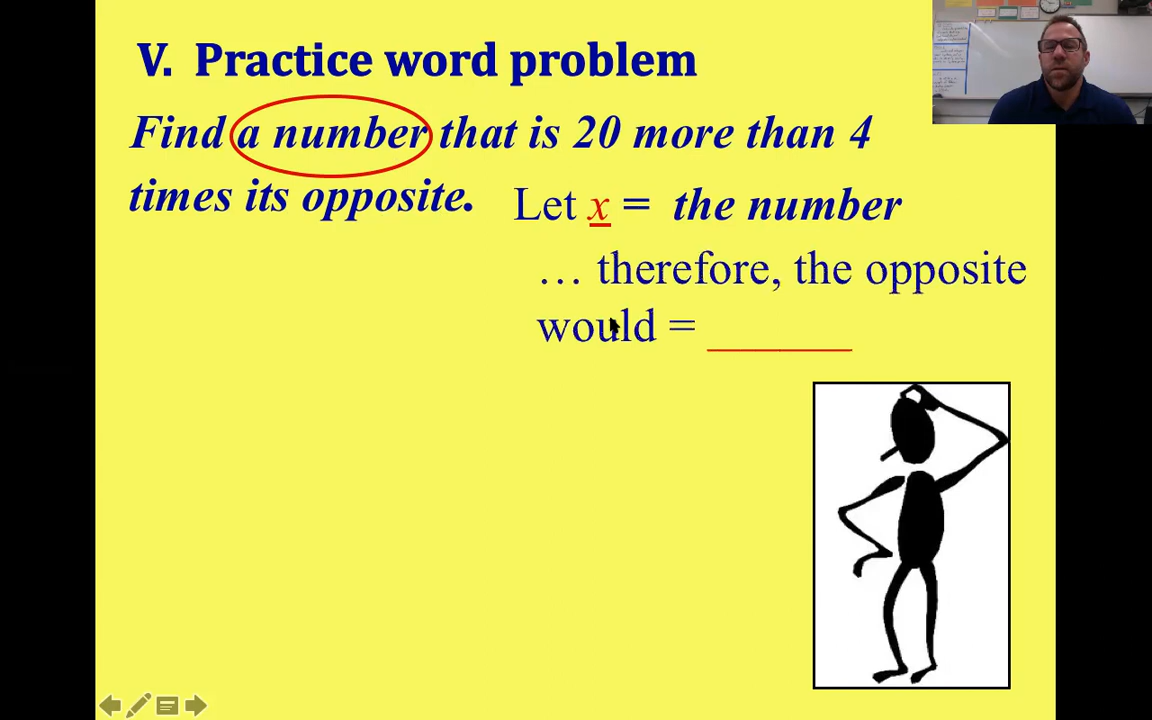 V. Practice word problem
Find a number that is 20 more than 4
times its opposite.
Let x = the number
… therefore, the opposite
would = ______